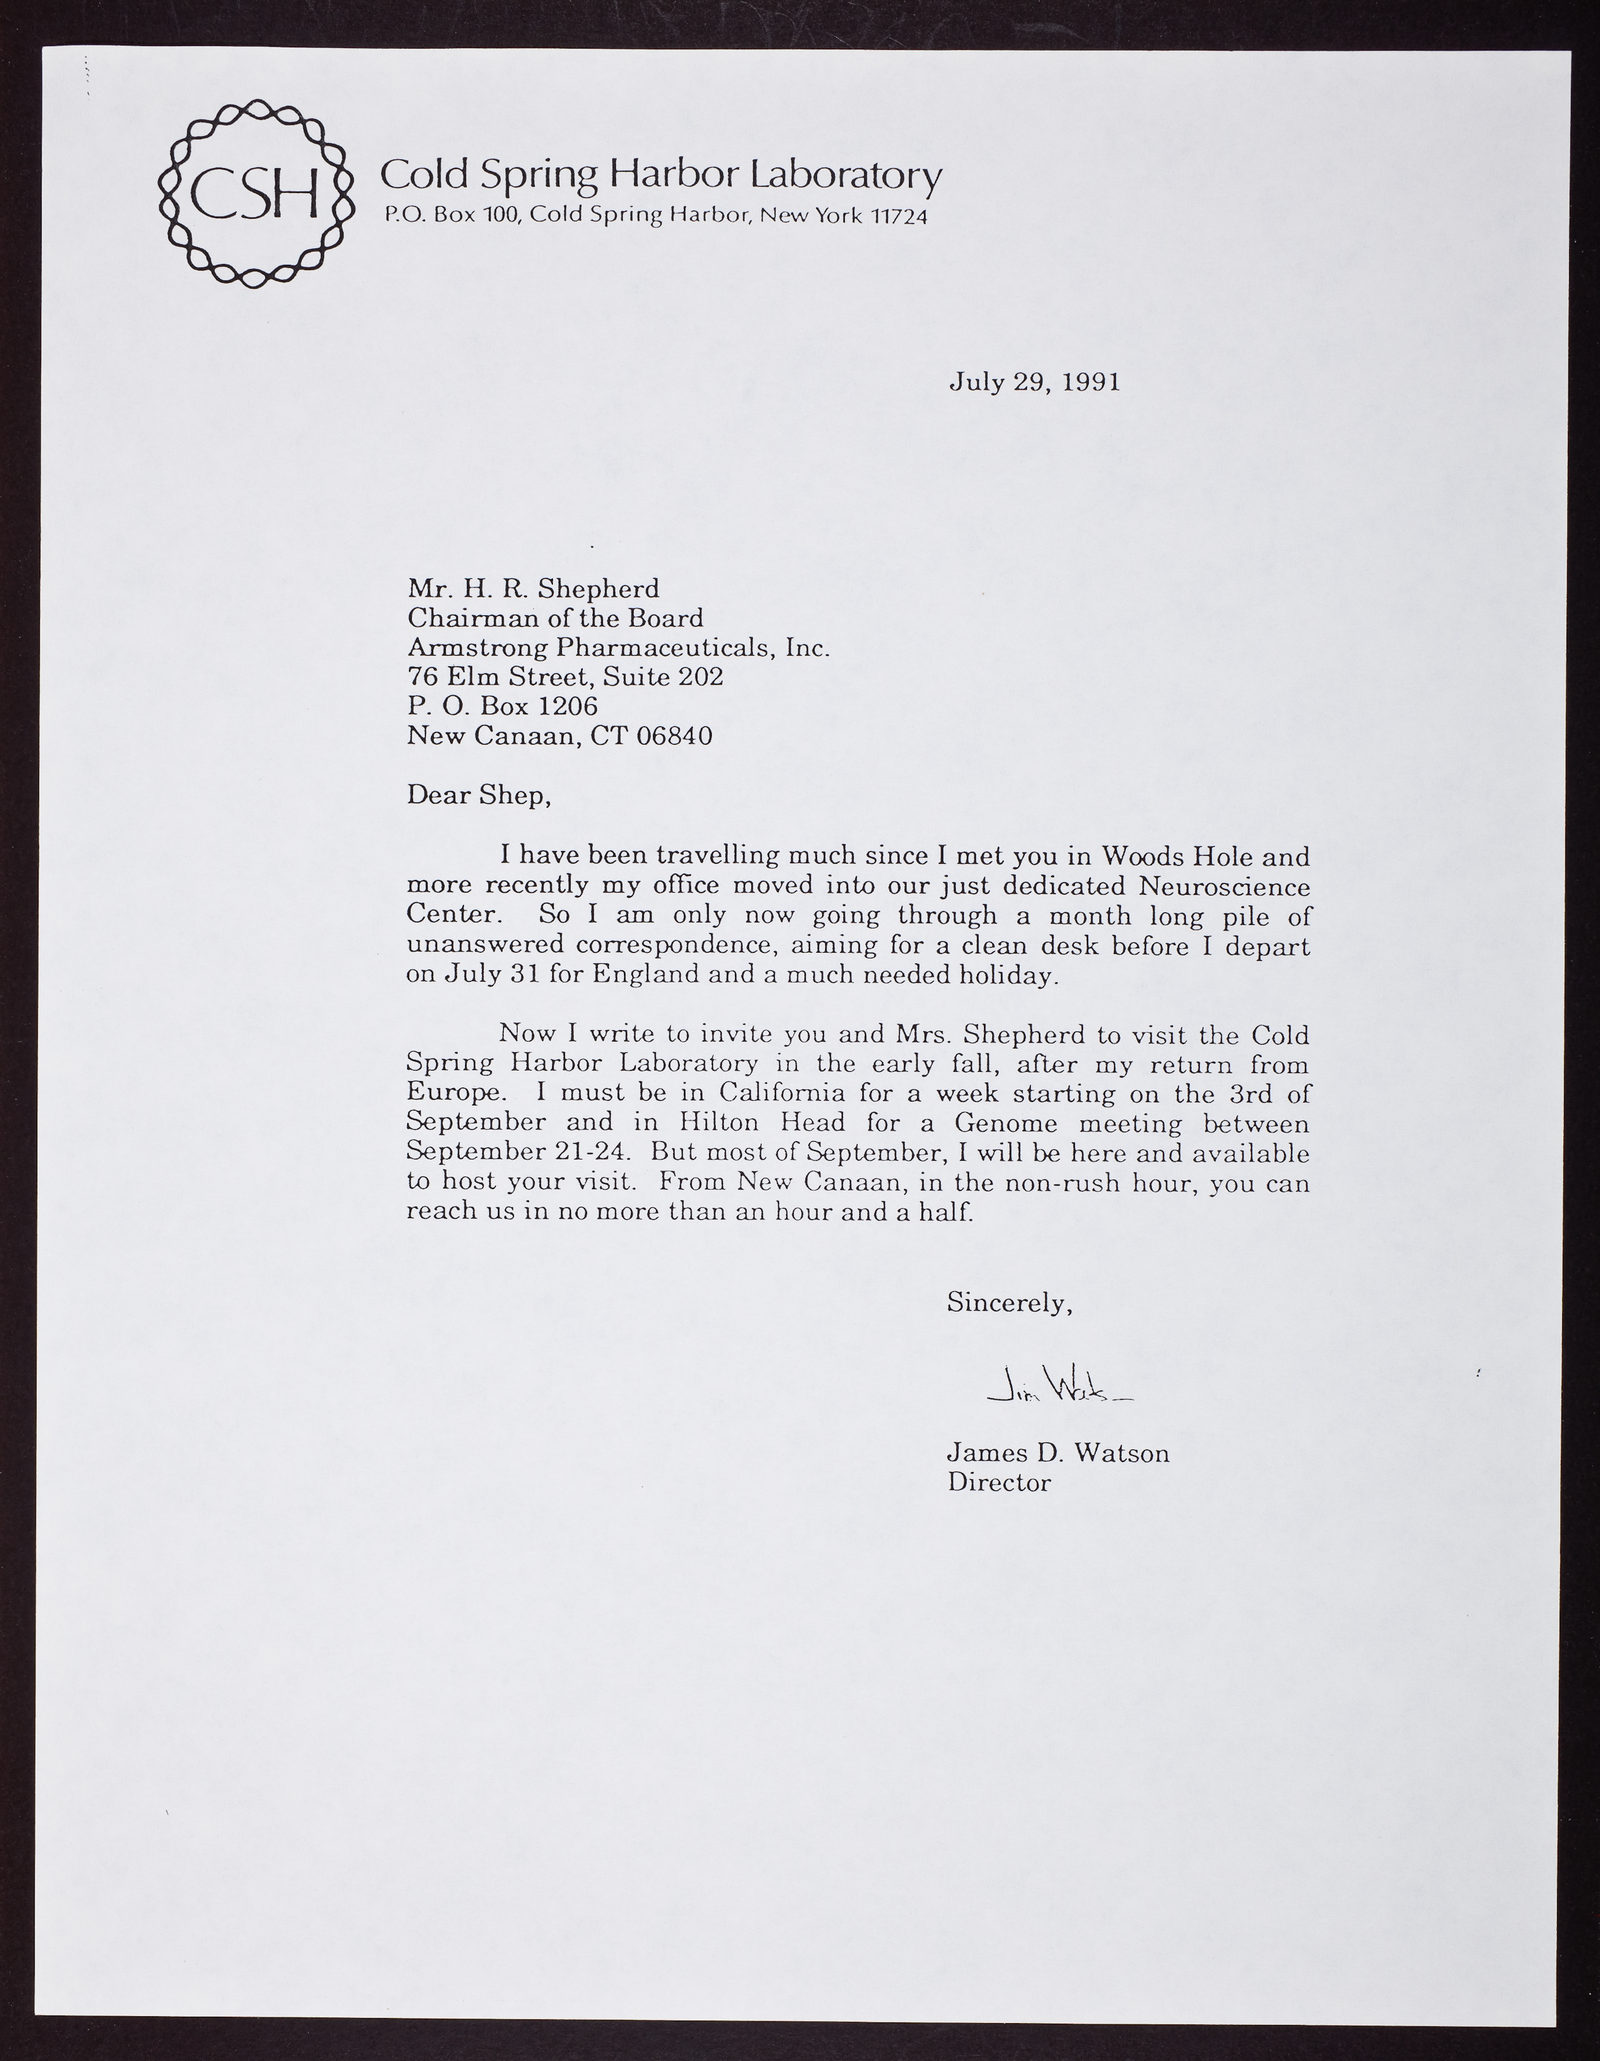 CSH
Cold Spring Harbor Laboratory
P.O. Box 100, Cold Spring Harbor, New York 11724
July 29, 1991
Mr. H. R. Shepherd
Chairman of the Board
Armstrong Pharmaceuticals, Inc.
76 Elm Street, Suite 202
P. O. Box 1206
New Canaan, CT 06840
Dear Shep,
I have been travelling much since I met you in Woods Hole and
more recently my office moved into our just dedicated Neuroscience
Center. So I am only now going through a month long pile of
unanswered correspondence, aiming for a clean desk before I depart
on July 31 for England and a much needed holiday.
Now I write to invite you and Mrs. Shepherd to visit the Cold
Spring Harbor Laboratory in the early fall, after my return from
Europe. I must be in California for a week starting on the 3rd of
September and in Hilton Head for a Genome meeting between
September 21-24. But most of September, I will be here and available
to host your visit. From New Canaan, in the non-rush hour, you can
reach us in no more than an hour and a half.
Sincerely,
Jim Watson
James D. Watson
Director